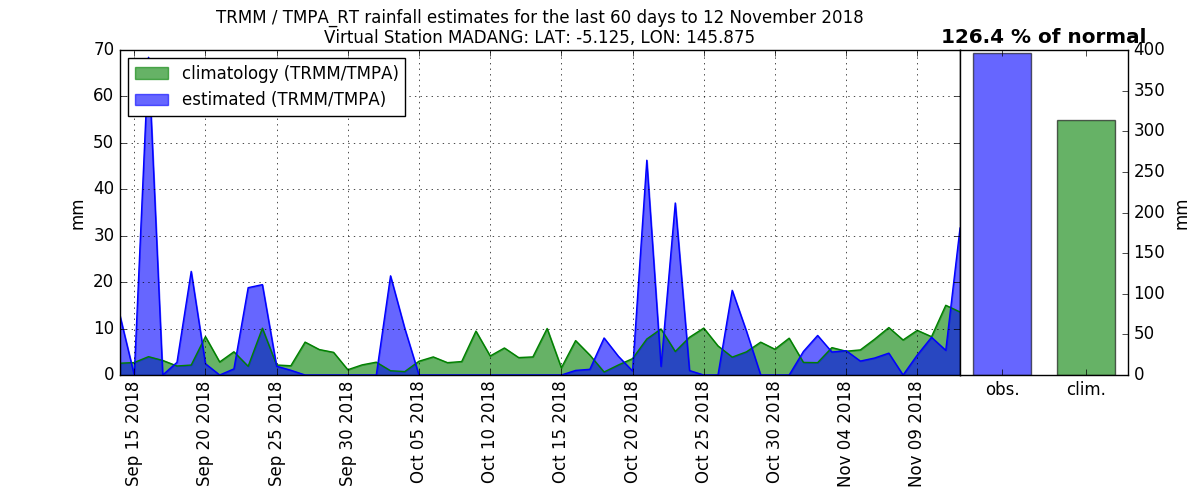 TRMM / TMPA_RT rainfall estimates for the last 60 days to 12 November 2018
Virtual Station MADANG: LAT: -5.125, LON: 145.875
126.4 % of normal
climatology (TRMM/TMPA)
estimated (TRMM/TMPA)
70
60
50
40
30
20
10
0
mm
Sep 15 2018
Sep 20 2018
Sep 25 2018
Sep 30 2018
Oct 05 2018
Oct 10 2018
Oct 15 2018
Oct 20 2018
Oct 25 2018
Oct 30 2018
Nov 04 2018
Nov 09 2018
obs.
clim.
400
350
300
250
200
150
100
50
0
mm